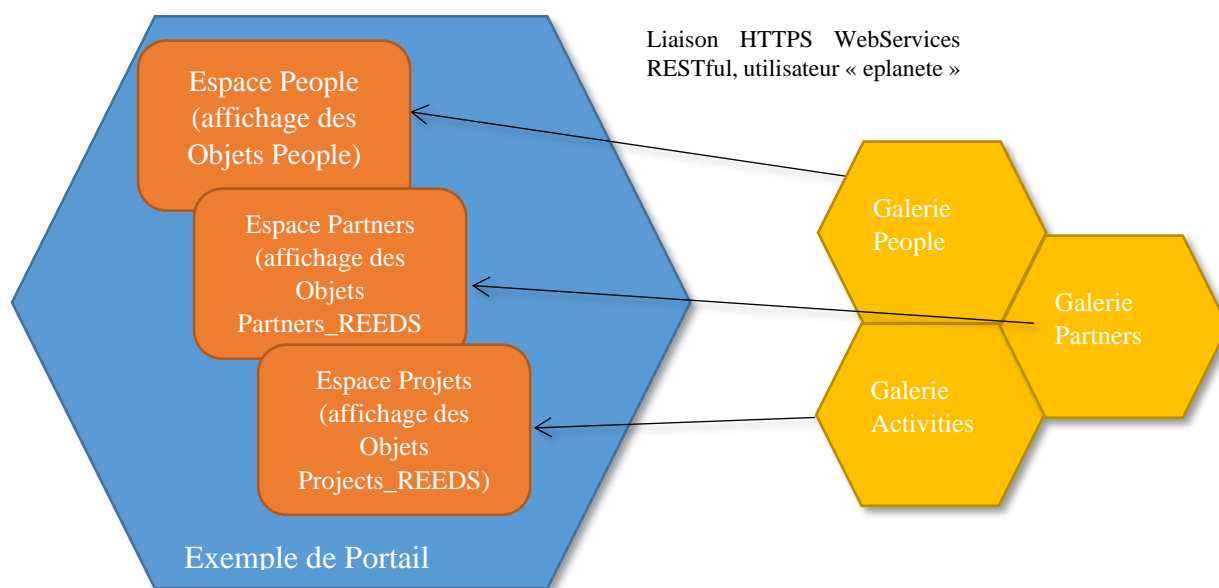 Liaison HTTPS WebServices
RESTful, utilisateur « eplanete »
Espace People
(affichage des
Objets People)
Espace Partners
(affichage des
Objets
Partners_REEDS
Espace Projets
(affichage des
Objets
Projects_REEDS)
Exemple de Portail
Galerie
People
Galerie
Partners
Galerie
Activities